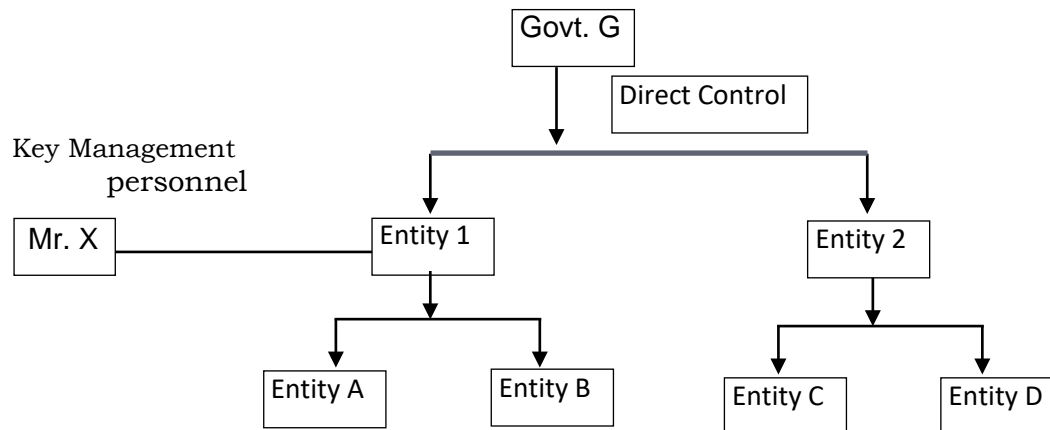 Govt. G
Direct Control
Key Management
personnel
Mr. X
Entity 1
Entity 2
Entity A
Entity B
Entity C
Entity D